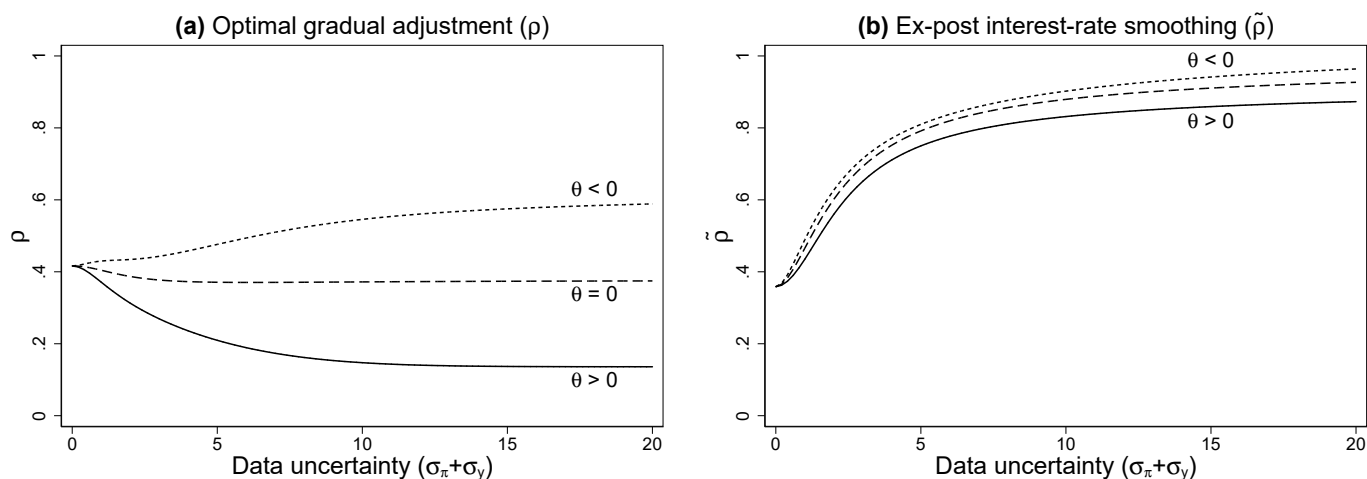 (a) Optimal gradual adjustment (ρ)
1
.8
.6
.4
.2
0
ρ
θ < 0
θ = 0
θ > 0
0 5 10 15 20
Data uncertainty (σπ+σy)
(b) Ex-post interest-rate smoothing (ρ̃)
1
.8
.6
.4
.2
0
ρ̃
θ < 0
θ > 0
0 5 10 15 20
Data uncertainty (σπ+σy)